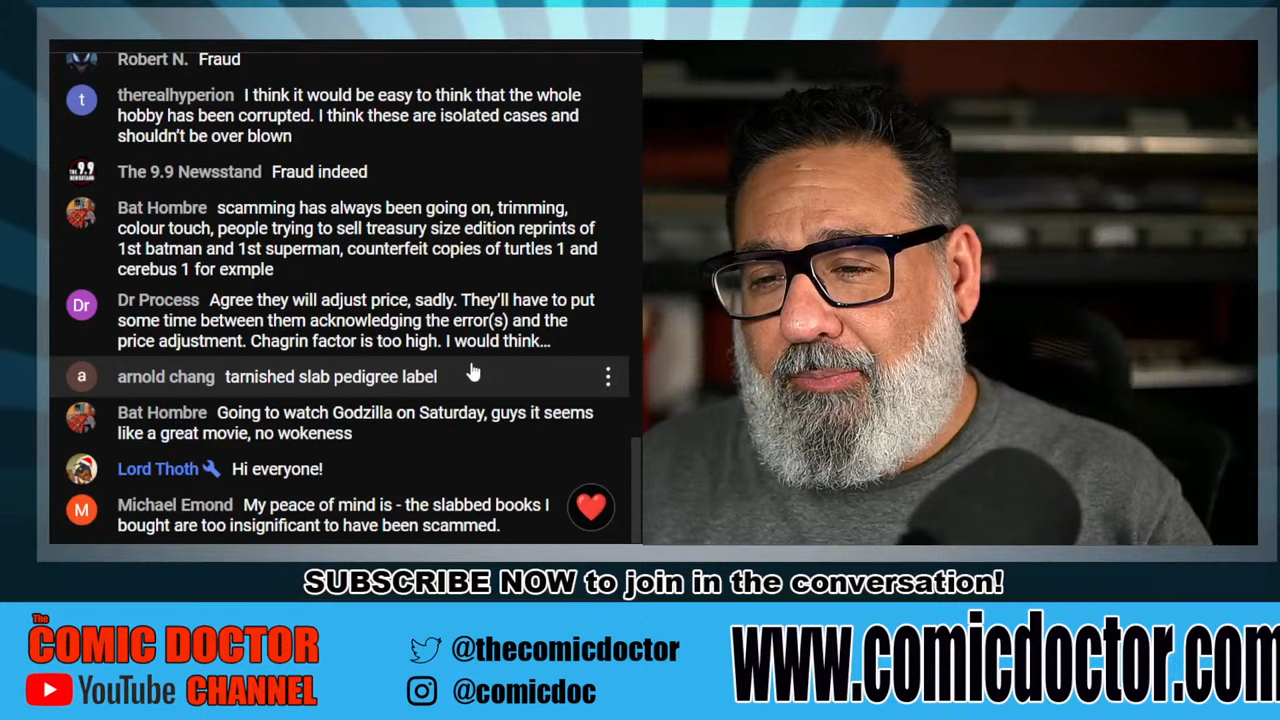 Robert N. Fraud
t therealhyperion I think it would be easy to think that the whole
hobby has been corrupted. I think these are isolated cases and
shouldn't be over blown
THE 9.9 The 9.9 Newsstand Fraud indeed
Bat Hombre scamming has always been going on, trimming,
colour touch, people trying to sell treasury size edition reprints of
1st batman and 1st superman, counterfeit copies of turtles 1 and
cerebus 1 for exmple
Dr Dr Process Agree they will adjust price, sadly. They'll have to put
some time between them acknowledging the error(s) and the
price adjustment. Chagrin factor is too high. I would think...
a arnold chang tarnished slab pedigree label
Bat Hombre Going to watch Godzilla on Saturday, guys it seems
like a great movie, no wokeness
Lord Thoth Hi everyone!
M Michael Emond My peace of mind is - the slabbed books I
bought are too insignificant to have been scammed.
SUBSCRIBE NOW to join in the conversation!
The
COMIC DOCTOR
YouTube CHANNEL
@thecomicdoctor
@comicdoc
www.comicdoctor.com